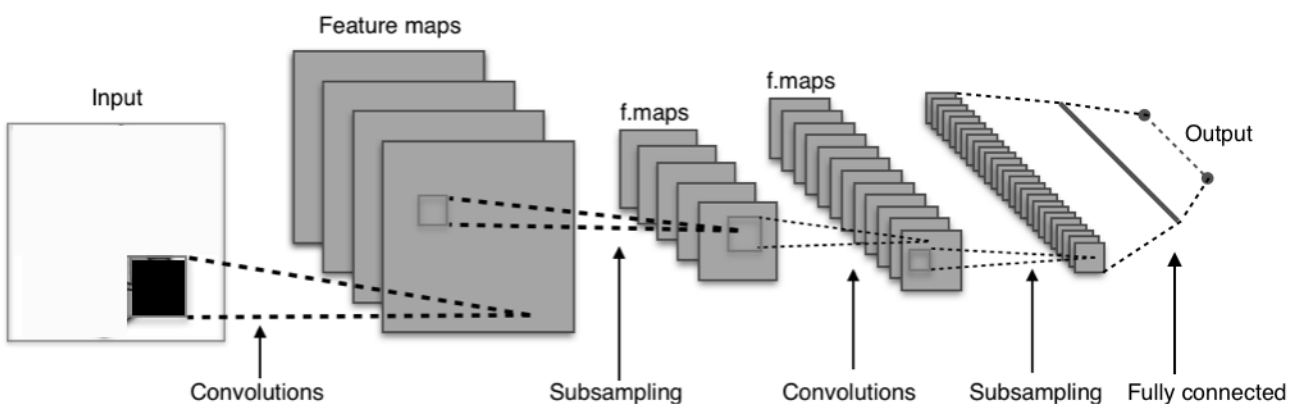 Feature maps
Input
f.maps
f.maps
Output
Convolutions
Subsampling
Convolutions
Subsampling
Fully connected